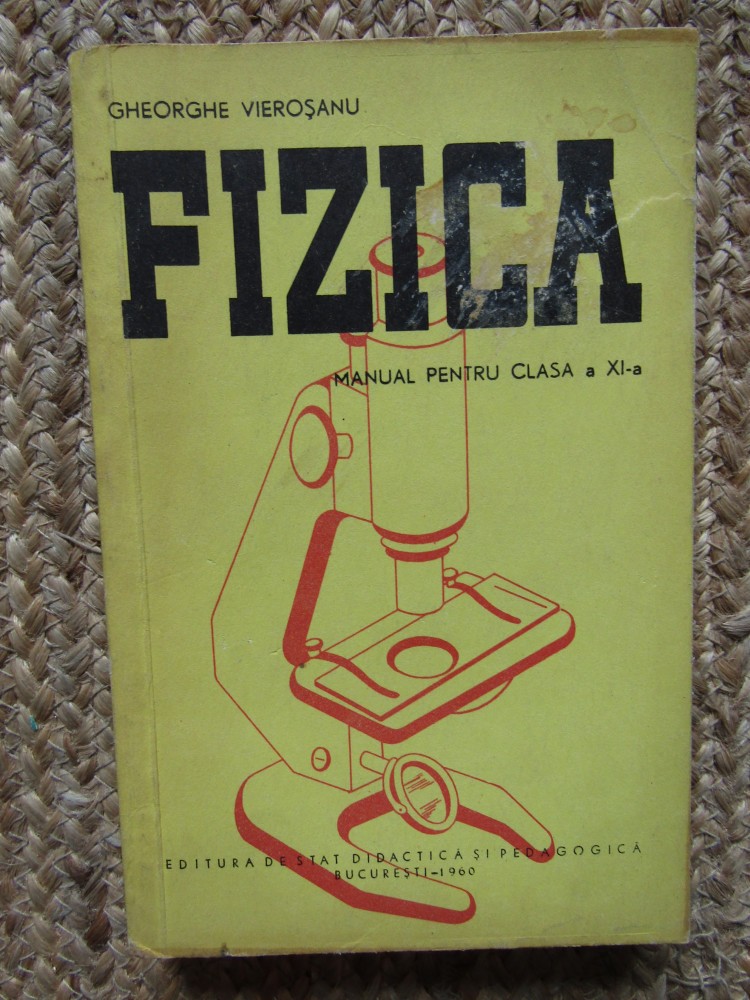 GHEORGHE VIEROȘANU
FIZICA
MANUAL PENTRU CLASA a XI-a
EDITURA DE STAT DIDACTICĂ ȘI PEDAGOGICĂ
BUCUREȘTI-1960